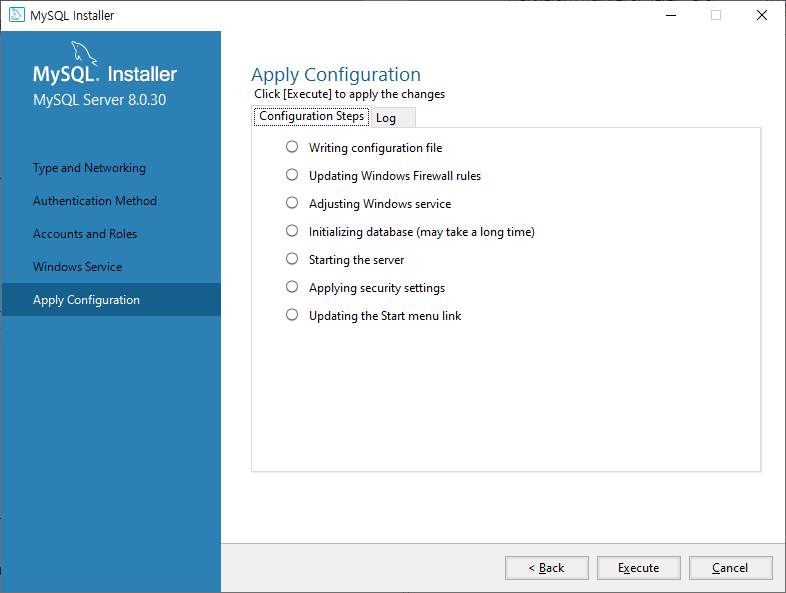 MySQL Installer
MySQL. Installer
MySQL Server 8.0.30
Type and Networking
Authentication Method
Accounts and Roles
Windows Service
Apply Configuration
Apply Configuration
Click [Execute] to apply the changes
Configuration Steps
Log
Writing configuration file
Updating Windows Firewall rules
Adjusting Windows service
Initializing database (may take a long time)
Starting the server
Applying security settings
Updating the Start menu link
< Back
Execute
Cancel